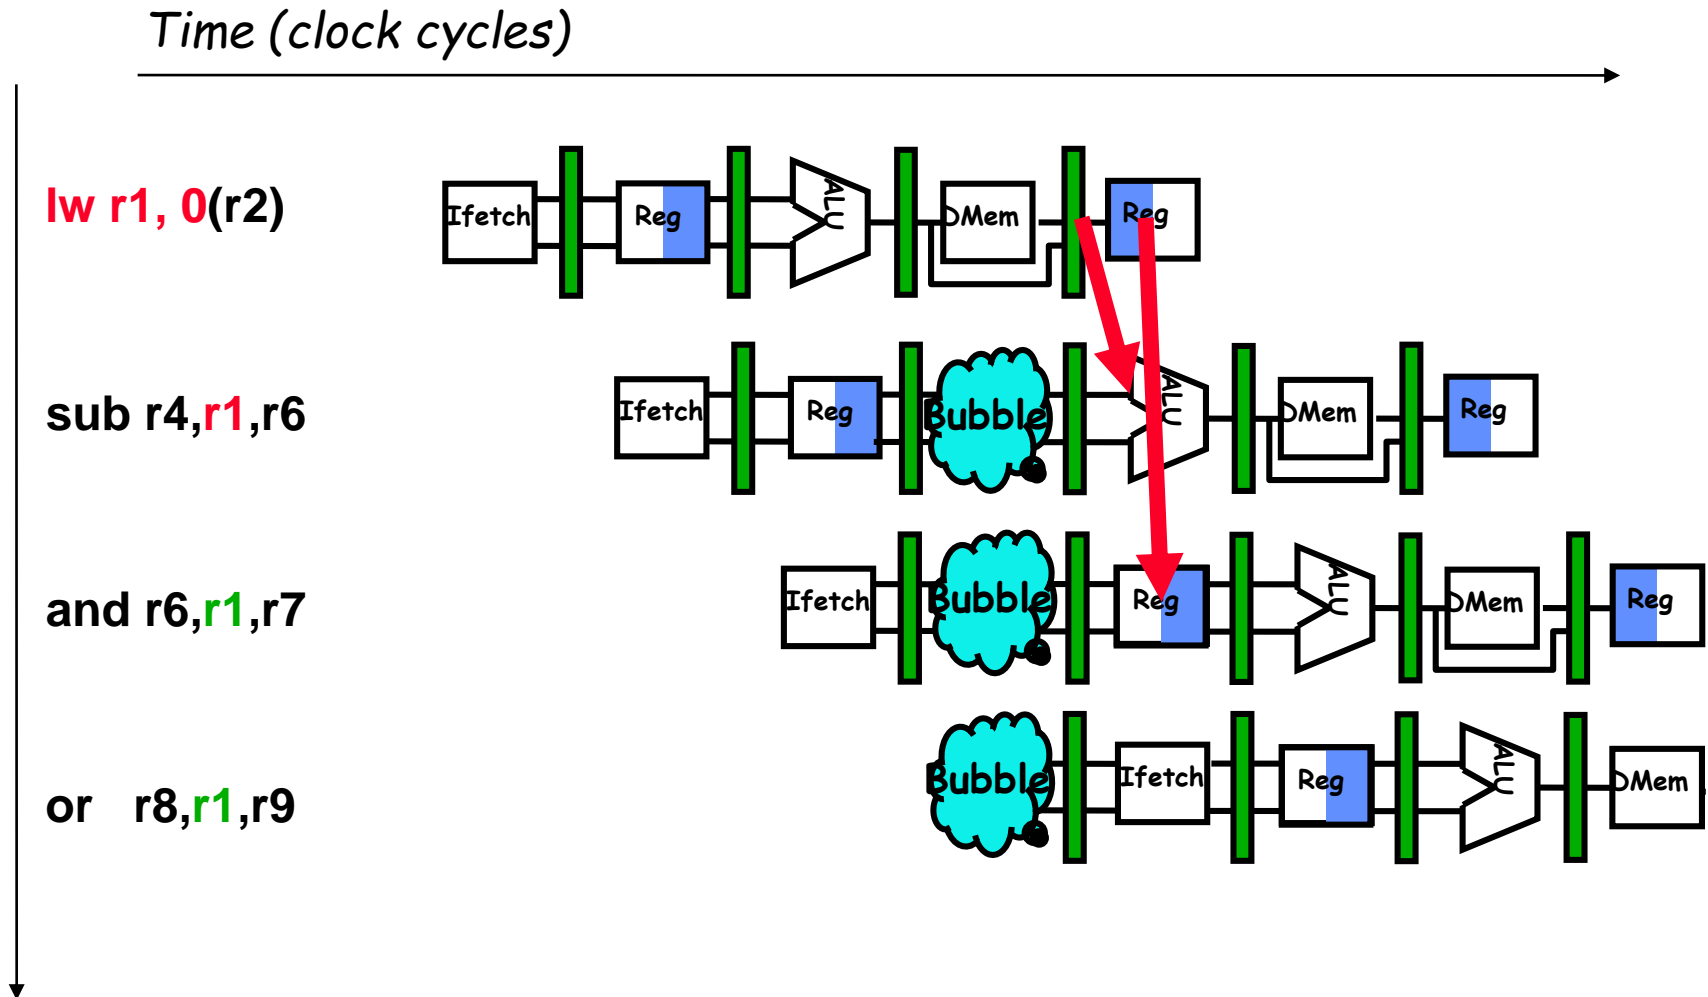 Time (clock cycles)
lw r1, 0(r2)
Ifetch Reg ALU DMem Reg
sub r4,r1,r6
Ifetch Reg Bubble ALU DMem Reg
and r6,r1,r7
Ifetch Bubble Reg ALU DMem Reg
or r8,r1,r9
Bubble Ifetch Reg ALU DMem